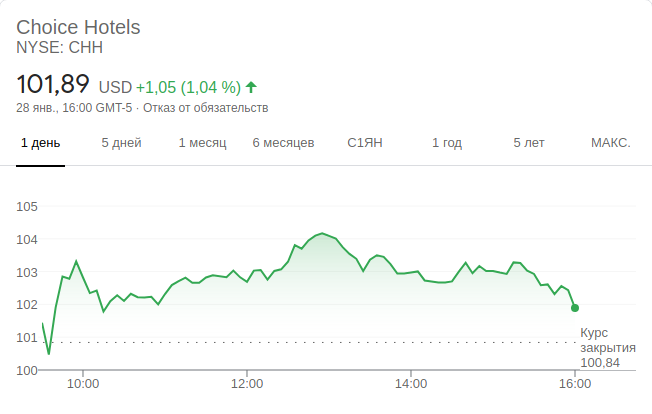 Choice Hotels
NYSE: CHH
101,89 USD +1,05 (1,04 %)
28 янв., 16:00 GMT-5 · Отказ от обязательств
1 день 5 дней 1 месяц 6 месяцев С1ЯН 1 год 5 лет МАКС.
105
104
103
102
101
100
Курс
закрытия
100,84
10:00 12:00 14:00 16:00